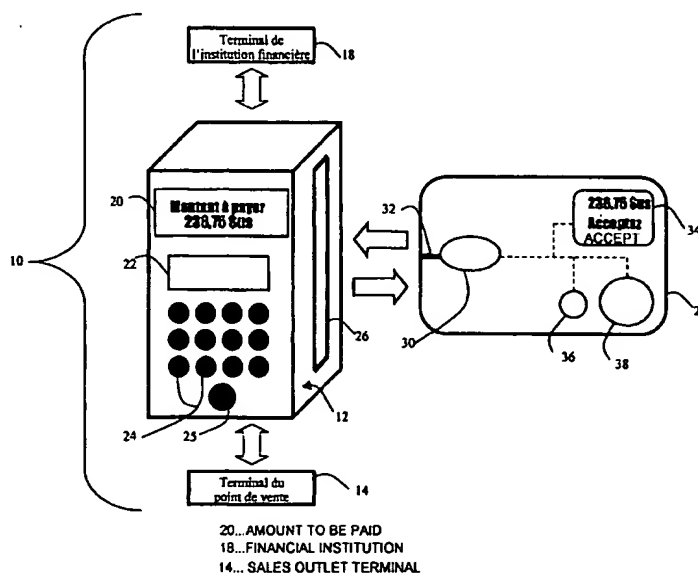 Terminal de
l'institution financière
18
20
Montant à payer
238,75 $us
22
10
24
25
26
12
32
30
238,75 $us
Acceptez
ACCEPT
34
36
38
Terminal du
point de vente
14
20...AMOUNT TO BE PAID
18...FINANCIAL INSTITUTION
14... SALES OUTLET TERMINAL